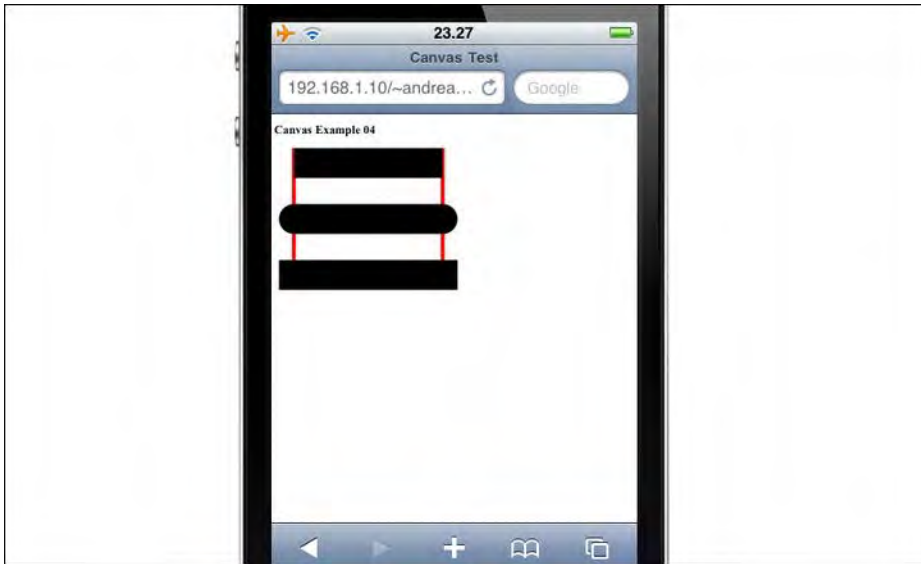 23.27
Canvas Test
192.168.1.10/~andrea...
Google
Canvas Example 04